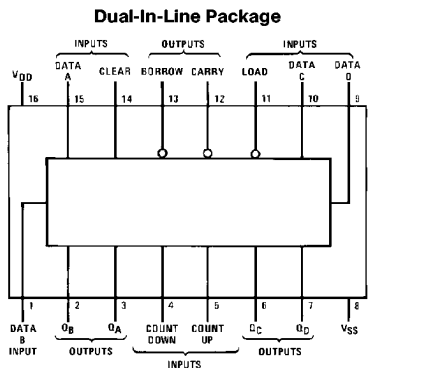 Dual-In-Line Package
INPUTS OUTPUTS INPUTS
VDD DATA A CLEAR BORROW CARRY LOAD DATA C DATA D
16 15 14 13 12 11 10 9
1 2 3 4 5 6 7 8
DATA B INPUT QB QA COUNT DOWN COUNT UP QC QD VSS
OUTPUTS INPUTS OUTPUTS